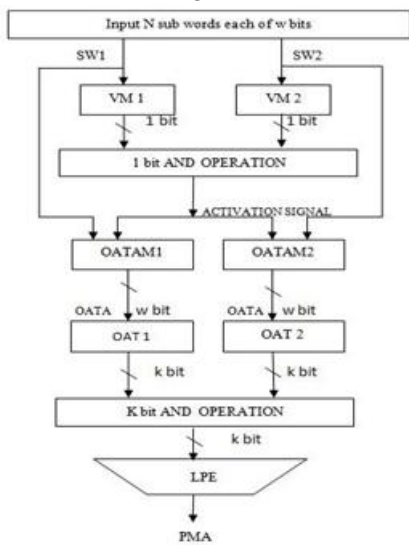 Input N sub words each of w bits
SW1 SW2
VM 1 VM 2
1 bit 1 bit
1 bit AND OPERATION
ACTIVATION SIGNAL
OATAM1 OATAM2
OATA w bit OATA w bit
OAT 1 OAT 2
k bit k bit
K bit AND OPERATION
k bit
LPE
PMA